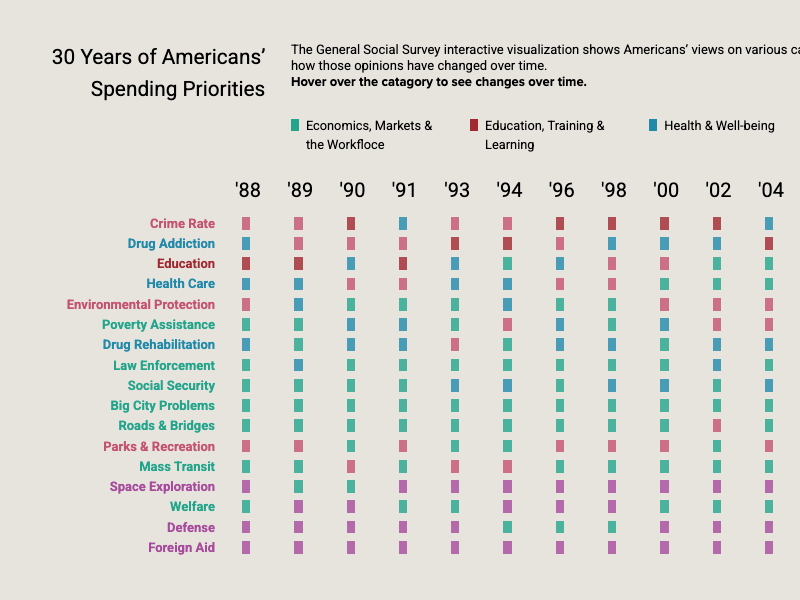 30 Years of Americans’
Spending Priorities
The General Social Survey interactive visualization shows Americans’ views on various ca
how those opinions have changed over time.
Hover over the catagory to see changes over time.
Economics, Markets &
the Workfloce
Education, Training &
Learning
Health & Well-being
'88 '89 '90 '91 '93 '94 '96 '98 '00 '02 '04
Crime Rate
Drug Addiction
Education
Health Care
Environmental Protection
Poverty Assistance
Drug Rehabilitation
Law Enforcement
Social Security
Big City Problems
Roads & Bridges
Parks & Recreation
Mass Transit
Space Exploration
Welfare
Defense
Foreign Aid